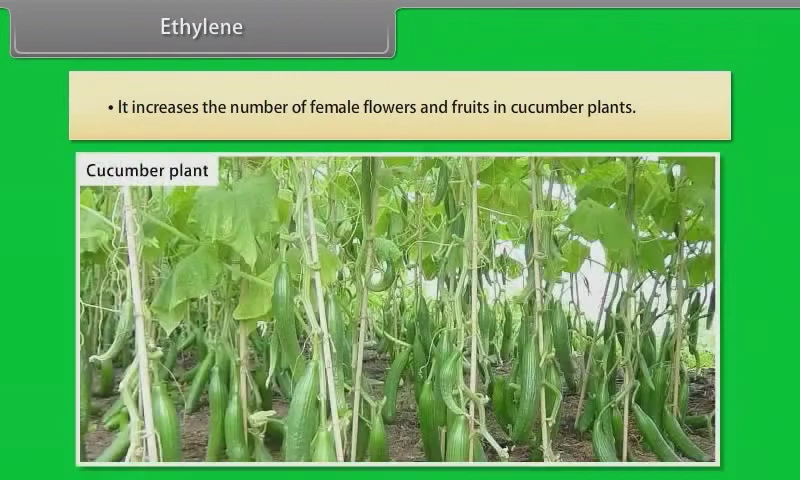 Ethylene
• It increases the number of female flowers and fruits in cucumber plants.
Cucumber plant